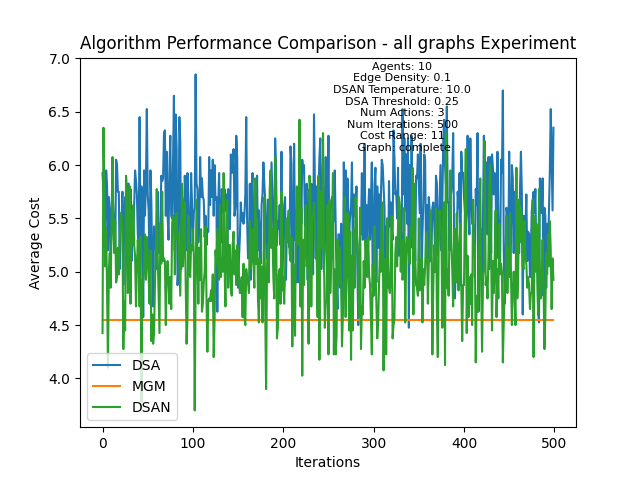 Algorithm Performance Comparison - all graphs Experiment
Agents: 10
Edge Density: 0.1
DSAN Temperature: 10.0
DSA Threshold: 0.25
Num Actions: 3
Num Iterations: 500
Cost Range: 11
Graph: complete
7.0
6.5
6.0
5.5
5.0
4.5
4.0
Average Cost
DSA
MGM
DSAN
0
100
200
300
400
500
Iterations